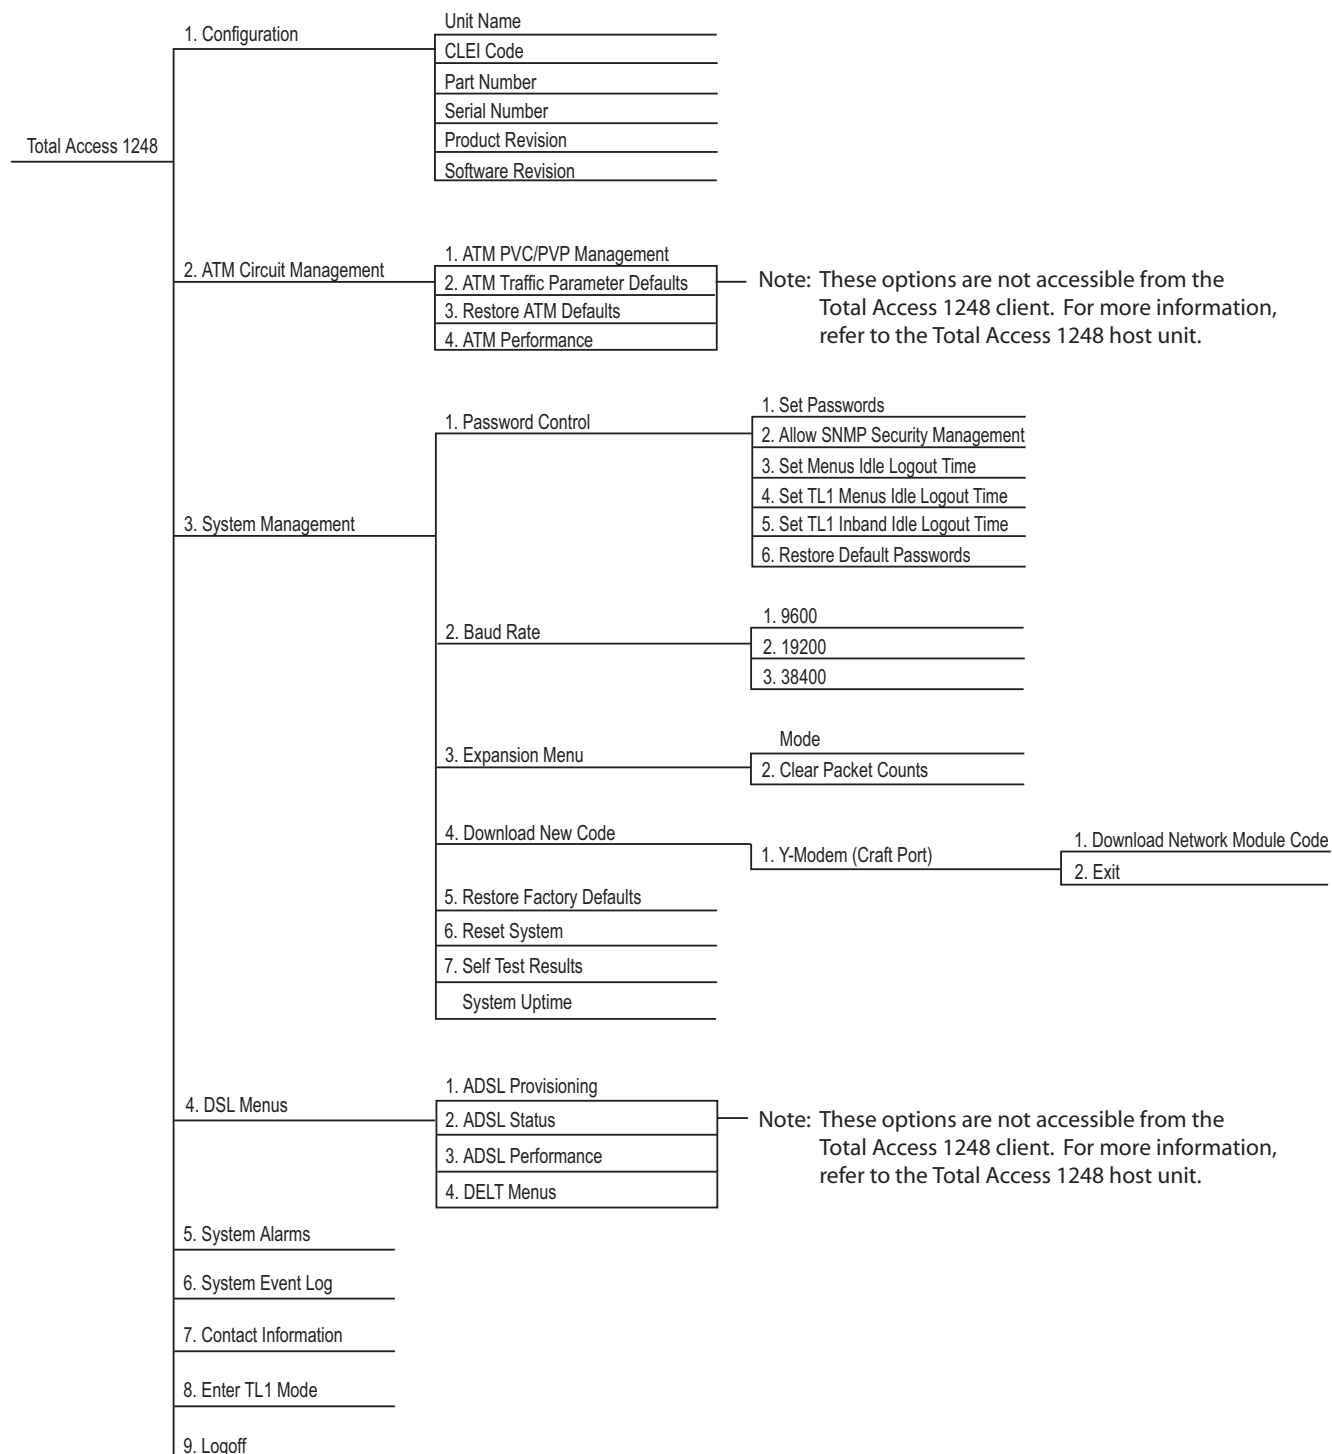 Total Access 1248
1. Configuration
Unit Name
CLEI Code
Part Number
Serial Number
Product Revision
Software Revision
2. ATM Circuit Management
1. ATM PVC/PVP Management
2. ATM Traffic Parameter Defaults
3. Restore ATM Defaults
4. ATM Performance
Note: These options are not accessible from the
Total Access 1248 client. For more information,
refer to the Total Access 1248 host unit.
3. System Management
1. Password Control
1. Set Passwords
2. Allow SNMP Security Management
3. Set Menus Idle Logout Time
4. Set TL1 Menus Idle Logout Time
5. Set TL1 Inband Idle Logout Time
6. Restore Default Passwords
2. Baud Rate
1. 9600
2. 19200
3. 38400
3. Expansion Menu
Mode
2. Clear Packet Counts
4. Download New Code
1. Y-Modem (Craft Port)
1. Download Network Module Code
2. Exit
5. Restore Factory Defaults
6. Reset System
7. Self Test Results
System Uptime
4. DSL Menus
1. ADSL Provisioning
2. ADSL Status
3. ADSL Performance
4. DELT Menus
Note: These options are not accessible from the
Total Access 1248 client. For more information,
refer to the Total Access 1248 host unit.
5. System Alarms
6. System Event Log
7. Contact Information
8. Enter TL1 Mode
9. Logoff